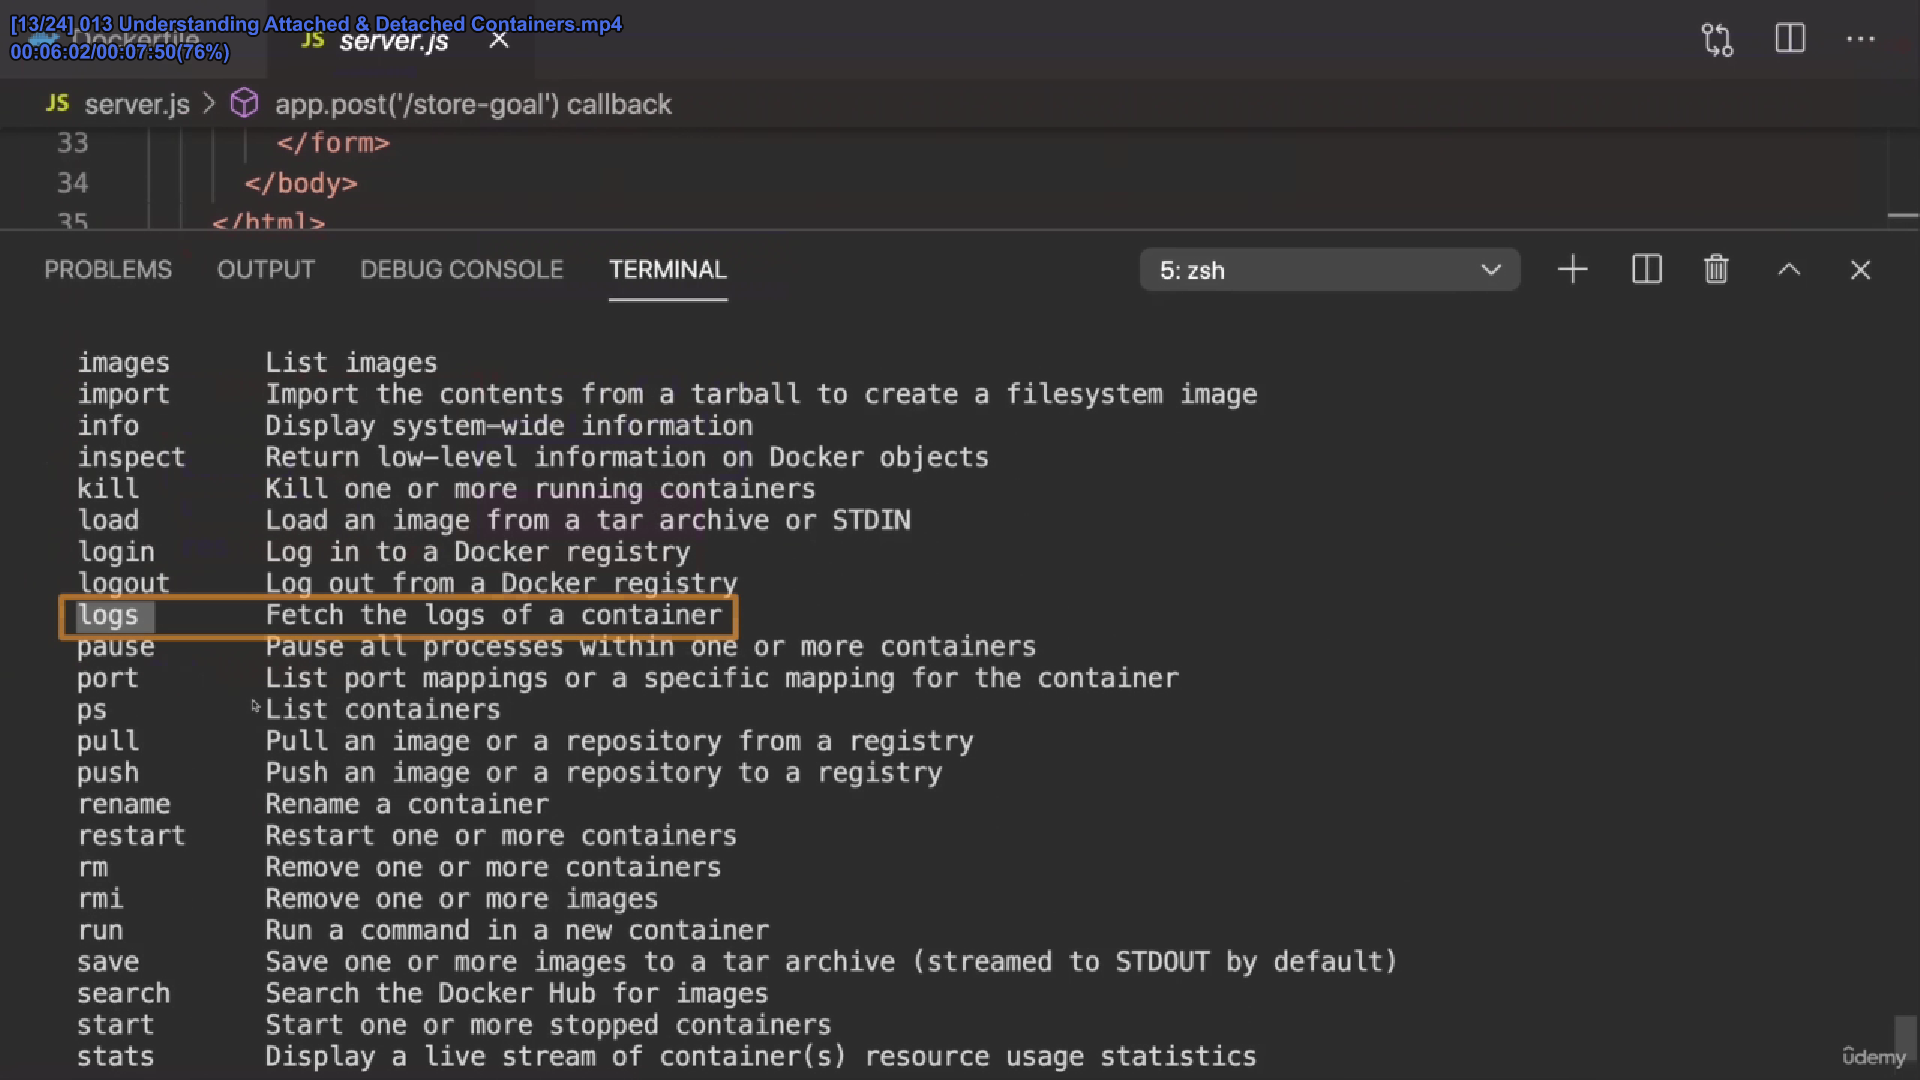 [13/24] 013 Understanding Attached & Detached Containers.mp4
00:06:02/00:07:50(76%)
Dockerfile
JS server.js
JS server.js > app.post('/store-goal') callback
33 </form>
34 </body>
35 </html>
PROBLEMS OUTPUT DEBUG CONSOLE TERMINAL 5: zsh
images List images
import Import the contents from a tarball to create a filesystem image
info Display system-wide information
inspect Return low-level information on Docker objects
kill Kill one or more running containers
load Load an image from a tar archive or STDIN
login Log in to a Docker registry
logout Log out from a Docker registry
logs Fetch the logs of a container
pause Pause all processes within one or more containers
port List port mappings or a specific mapping for the container
ps List containers
pull Pull an image or a repository from a registry
push Push an image or a repository to a registry
rename Rename a container
restart Restart one or more containers
rm Remove one or more containers
rmi Remove one or more images
run Run a command in a new container
save Save one or more images to a tar archive (streamed to STDOUT by default)
search Search the Docker Hub for images
start Start one or more stopped containers
stats Display a live stream of container(s) resource usage statistics
ûdemy